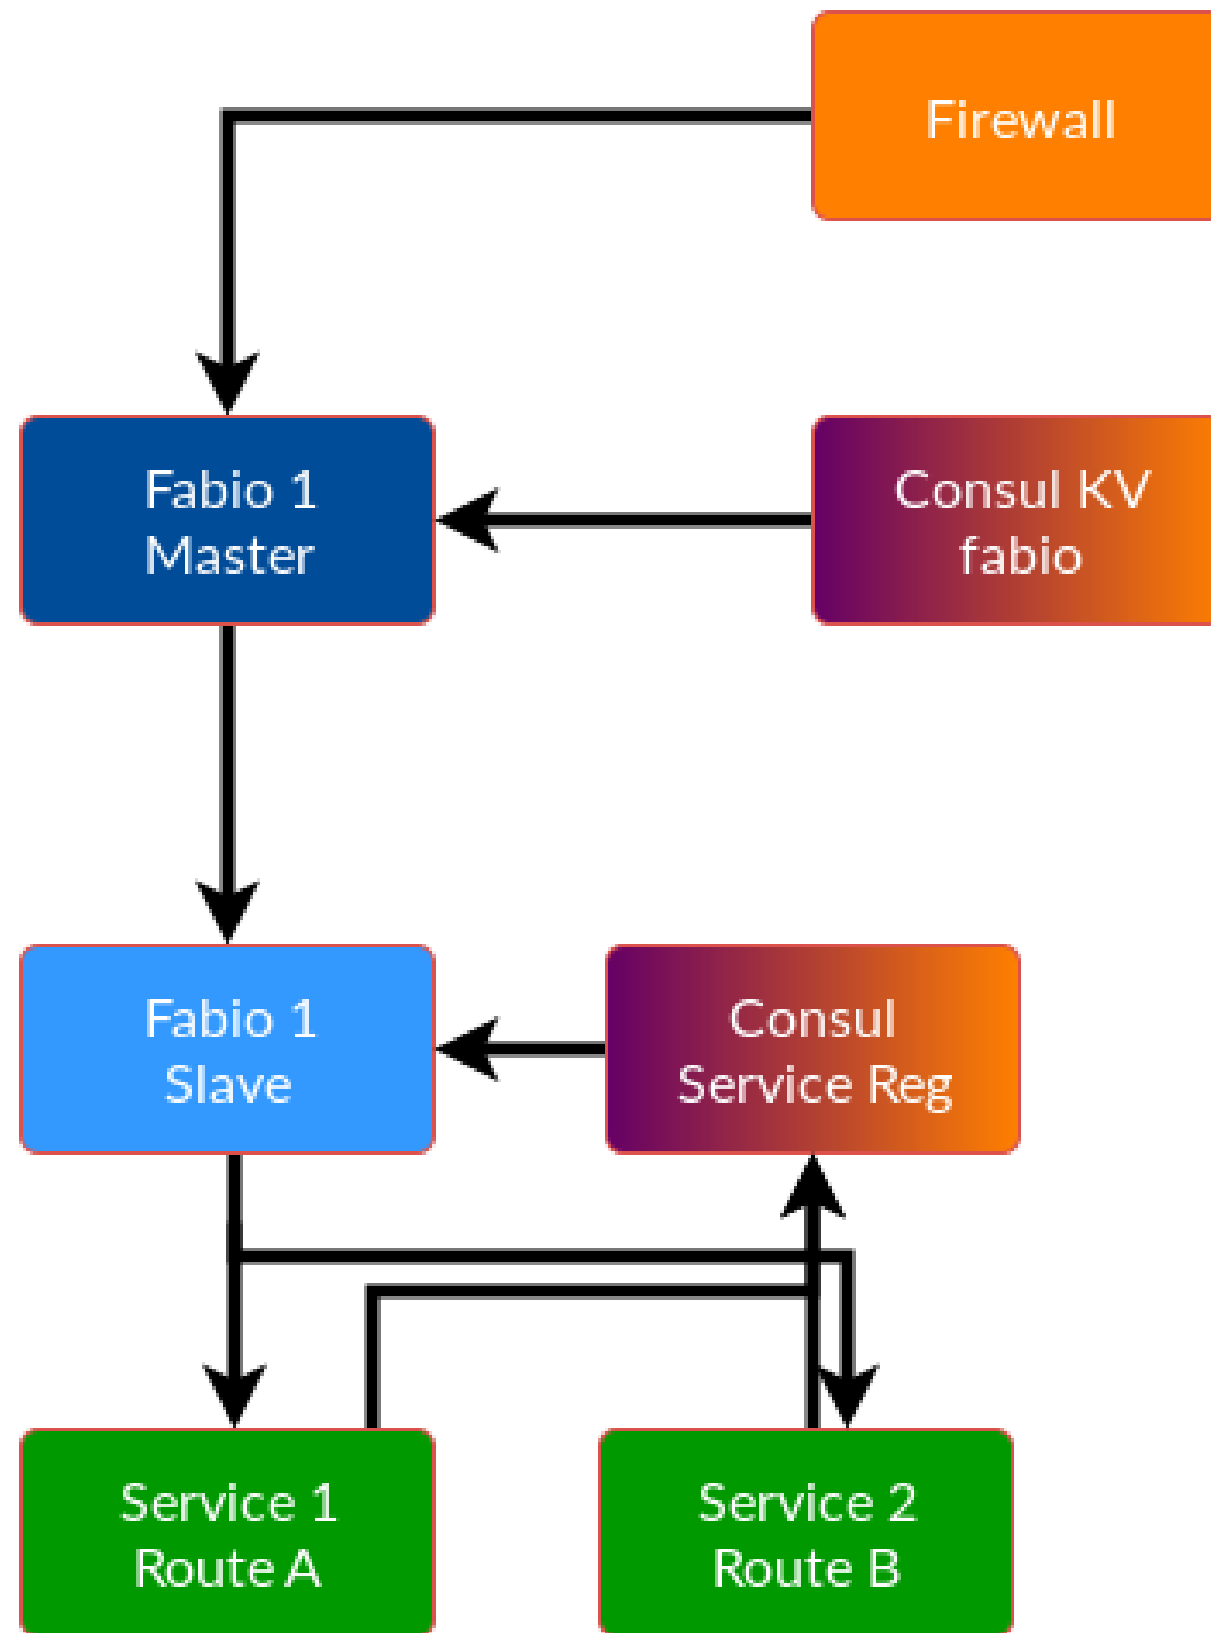 Firewall
Fabio 1
Master
Consul KV
fabio
Fabio 1
Slave
Consul
Service Reg
Service 1
Route A
Service 2
Route B